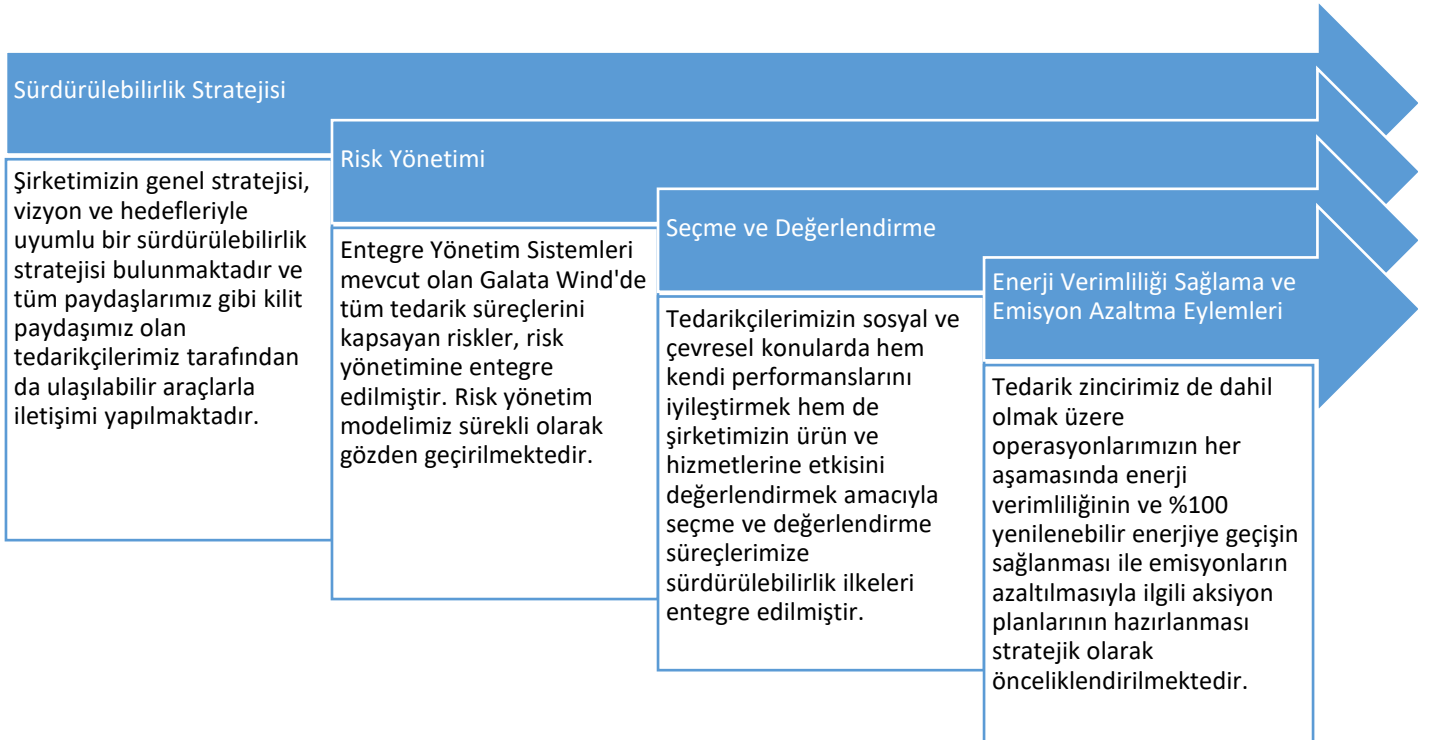 Sürdürülebilirlik Stratejisi
Şirketimizin genel stratejisi,
vizyon ve hedefleriyle
uyumlu bir sürdürülebilirlik
stratejisi bulunmaktadır ve
tüm paydaşlarımız gibi kilit
paydaşımız olan
tedarikçilerimiz tarafından
da ulaşılabilir araçlarla
iletişimi yapılmaktadır.
Risk Yönetimi
Entegre Yönetim Sistemleri
mevcut olan Galata Wind'de
tüm tedarik süreçlerini
kapsayan riskler, risk
yönetimine entegre
edilmiştir. Risk yönetim
modelimiz sürekli olarak
gözden geçirilmektedir.
Seçme ve Değerlendirme
Tedarikçilerimizin sosyal ve
çevresel konularda hem
kendi performanslarını
iyileştirmek hem de
şirketimizin ürün ve
hizmetlerine etkisini
değerlendirmek amacıyla
seçme ve değerlendirme
süreçlerimize
sürdürülebilirlik ilkeleri
entegre edilmiştir.
Enerji Verimliliği Sağlama ve
Emisyon Azaltma Eylemleri
Tedarik zincirimiz de dahil
olmak üzere
operasyonlarımızın her
aşamasında enerji
verimliliğinin ve %100
yenilenebilir enerjiye geçişin
sağlanması ile emisyonların
azaltılmasıyla ilgili aksiyon
planlarının hazırlanması
stratejik olarak
önceliklendirilmektedir.